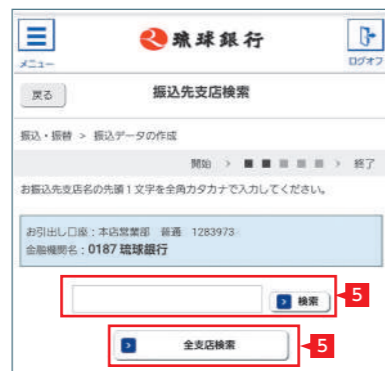 琉球銀行
メニュー
ログオフ
戻る
振込先支店検索
振込・振替 > 振込データの作成
開始 > ■ ■ ■ ■ ■ > 終了
お振込先支店名の先頭1文字を全角カタカナで入力してください。
お引出し口座:本店営業部 普通 1283973
金融機関名:0187 琉球銀行
検索
5
全支店検索
5